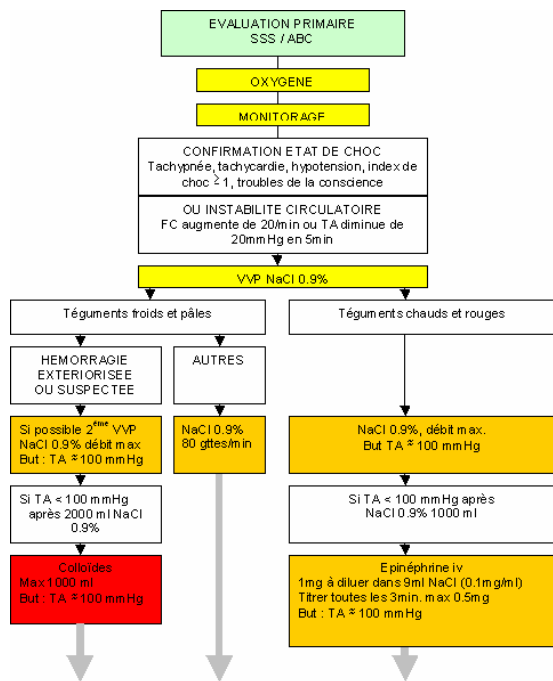 EVALUATION PRIMAIRE
SSS / ABC
OXYGENE
MONITORAGE
CONFIRMATION ETAT DE CHOC
Tachypnée, tachycardie, hypotension, index de
choc ≥ 1, troubles de la conscience
OU INSTABILITE CIRCULATOIRE
FC augmente de 20/min ou TA diminue de
20mmHg en 5min
VVP NaCl 0.9%
Téguments froids et pâles
Téguments chauds et rouges
HEMORRAGIE
EXTERIORISEE
OU SUSPECTEE
AUTRES
Si possible 2ème VVP
NaCl 0.9% débit max
But : TA ≈ 100 mmHg
NaCl 0.9%
80 gttes/min
NaCl 0.9%, débit max.
But TA ≈ 100 mmHg
Si TA < 100 mmHg
après 2000 ml NaCl
0.9%
Si TA < 100 mmHg après
NaCl 0.9% 1000 ml
Colloïdes
Max 1000 ml
But : TA ≈ 100 mmHg
Epinéphrine iv
1mg à diluer dans 9ml NaCl (0.1mg/ml)
Titrer toutes les 3min. max 0.5mg
But : TA ≈ 100 mmHg